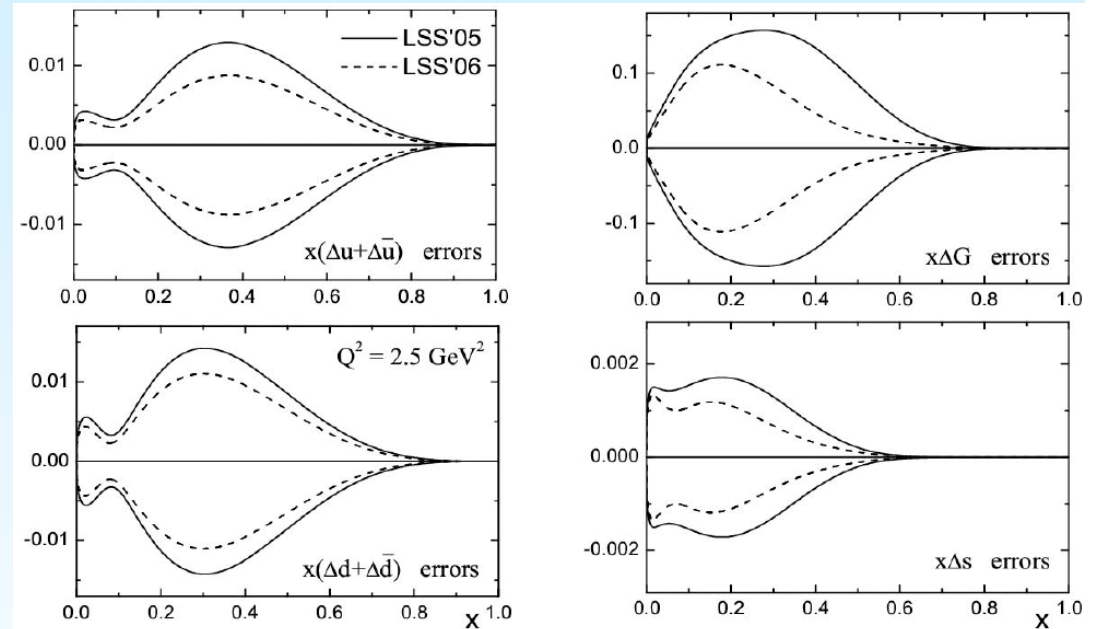 LSS'05
LSS'06
0.01
0.00
-0.01
x(Δu+Δū) errors
0.0 0.2 0.4 0.6 0.8 1.0
0.1
0.0
-0.1
xΔG errors
0.0 0.2 0.4 0.6 0.8 1.0
Q² = 2.5 GeV²
0.01
0.00
-0.01
x(Δd+Δd̄) errors
0.0 0.2 0.4 0.6 0.8 1.0
x
0.002
0.000
-0.002
xΔs errors
0.0 0.2 0.4 0.6 0.8 1.0
x